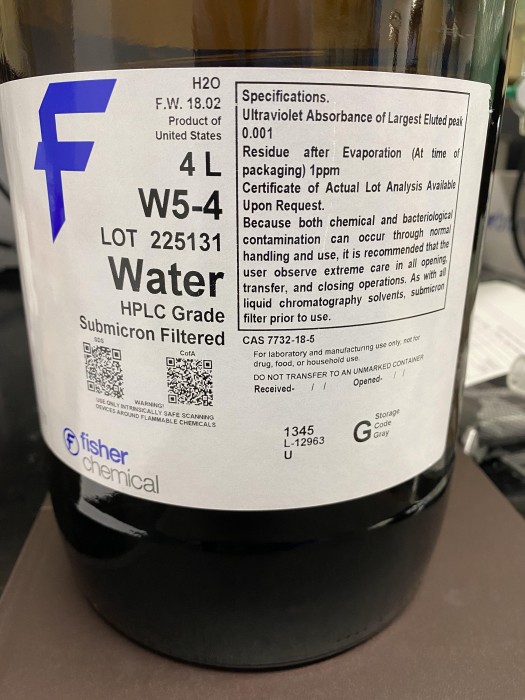 H2O
F.W. 18.02
Product of
United States
4 L
W5-4
LOT 225131
Water
HPLC Grade
Submicron Filtered
SDS
CofA
WARNING!
USE ONLY INTRINSICALLY SAFE SCANNING
DEVICES AROUND FLAMMABLE CHEMICALS
fisher
chemical
Specifications.
Ultraviolet Absorbance of Largest Eluted peak
0.001
Residue after Evaporation (At time of
packaging) 1ppm
Certificate of Actual Lot Analysis Available
Upon Request.
Because both chemical and bacteriological
contamination can occur through normal
handling and use, it is recommended that the
user observe extreme care in all opening,
transfer, and closing operations. As with all
liquid chromatography solvents, submicron
filter prior to use.
CAS 7732-18-5
For laboratory and manufacturing use only, not for
drug, food, or household use.
DO NOT TRANSFER TO AN UNMARKED CONTAINER
Received- / / Opened- / /
1345
L-12963
U
G Storage
Code
Gray